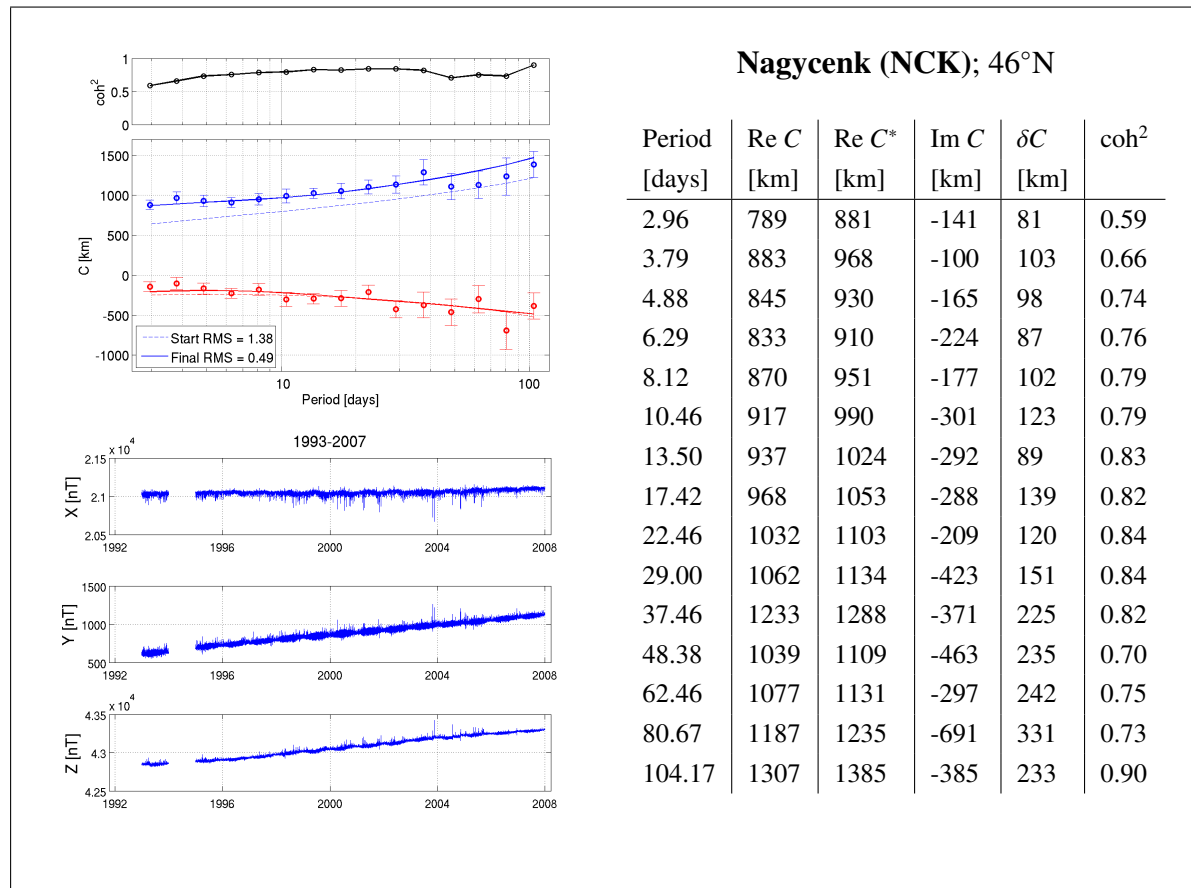 coh²
1
0.5
0
C [km]
1500
1000
500
0
-500
-1000
Start RMS = 1.38
Final RMS = 0.49
10
100
Period [days]
1993-2007
x 10⁴
X [nT]
2.15
2.1
2.05
1992 1996 2000 2004 2008
Y [nT]
1500
1000
500
1992 1996 2000 2004 2008
x 10⁴
Z [nT]
43.35
43.3
42.25
1992 1996 2000 2004 2008
Nagycenk (NCK); 46°N
Period Re C Re C* Im C δC coh²
[days] [km] [km] [km] [km]
2.96 789 881 -141 81 0.59
3.79 883 968 -100 103 0.66
4.88 845 930 -165 98 0.74
6.29 833 910 -224 87 0.76
8.12 870 951 -177 102 0.79
10.46 917 990 -301 123 0.79
13.50 937 1024 -292 89 0.83
17.42 968 1053 -288 139 0.82
22.46 1032 1103 -209 120 0.84
29.00 1062 1134 -423 151 0.84
37.46 1233 1288 -371 225 0.82
48.38 1039 1109 -463 235 0.70
62.46 1077 1131 -297 242 0.75
80.67 1187 1235 -691 331 0.73
104.17 1307 1385 -385 233 0.90